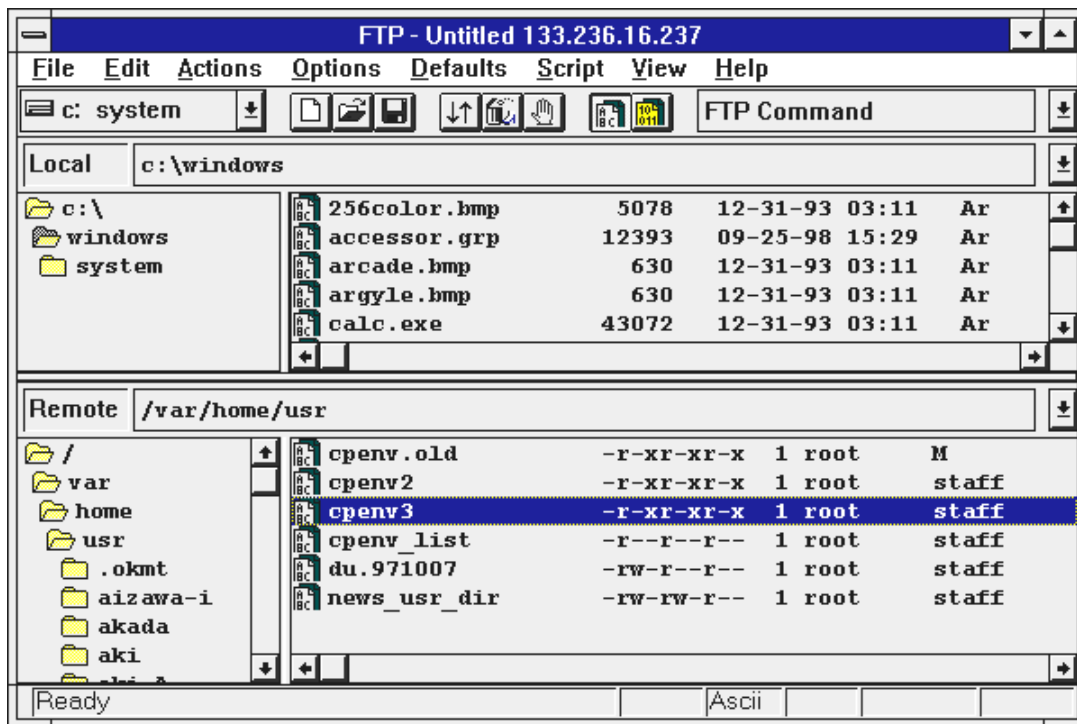 FTP - Untitled 133.236.16.237
File Edit Actions Options Defaults Script View Help
c: system FTP Command
Local c:\windows
c:\
windows
system
256color.bmp 5078 12-31-93 03:11 Ar
accessor.grp 12393 09-25-98 15:29 Ar
arcade.bmp 630 12-31-93 03:11 Ar
argyle.bmp 630 12-31-93 03:11 Ar
calc.exe 43072 12-31-93 03:11 Ar
Remote /var/home/usr
/
var
home
usr
.okmt
aizawa-i
akada
aki
cpenv.old -r-xr-xr-x 1 root M
cpenv2 -r-xr-xr-x 1 root staff
cpenv3 -r-xr-xr-x 1 root staff
cpenv_list -r--r--r-- 1 root staff
du.971007 -rw-r--r-- 1 root staff
news_usr_dir -rw-rw-r-- 1 root staff
Ready Ascii